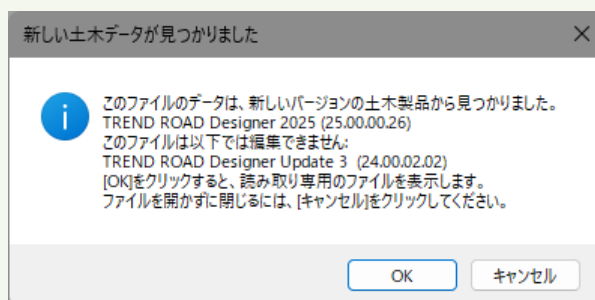 新しい土木データが見つかりました
このファイルのデータは、新しいバージョンの土木製品から見つかりました。
TREND ROAD Designer 2025 (25.00.00.26)
このファイルは以下では編集できません:
TREND ROAD Designer Update 3  (24.00.02.02)
[OK]をクリックすると、読み取り専用のファイルを表示します。
ファイルを開かずに閉じるには、[キャンセル]をクリックしてください。
OK
キャンセル